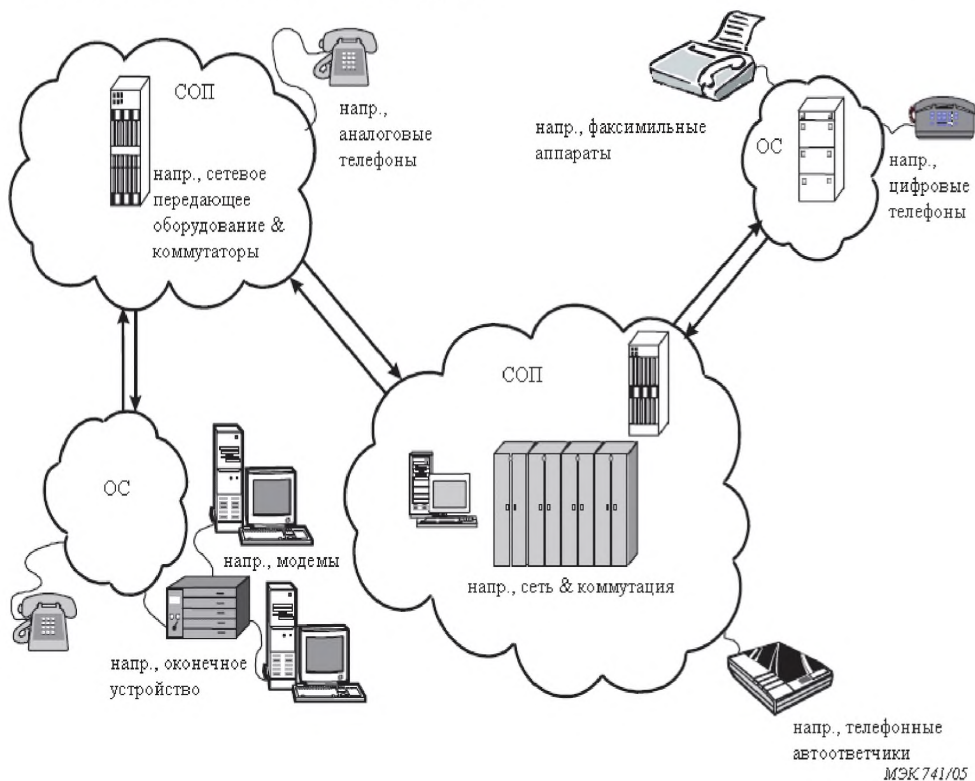 СОП
напр., сетевое
передающее
оборудование &
коммутаторы
напр.,
аналоговые
телефоны
напр., факсимильные
аппараты
ОС
напр.,
цифровые
телефоны
СОП
напр., сеть & коммутация
ОС
напр., модемы
напр., оконечное
устройство
напр., телефонные
автоответчики
МЭК 741/05